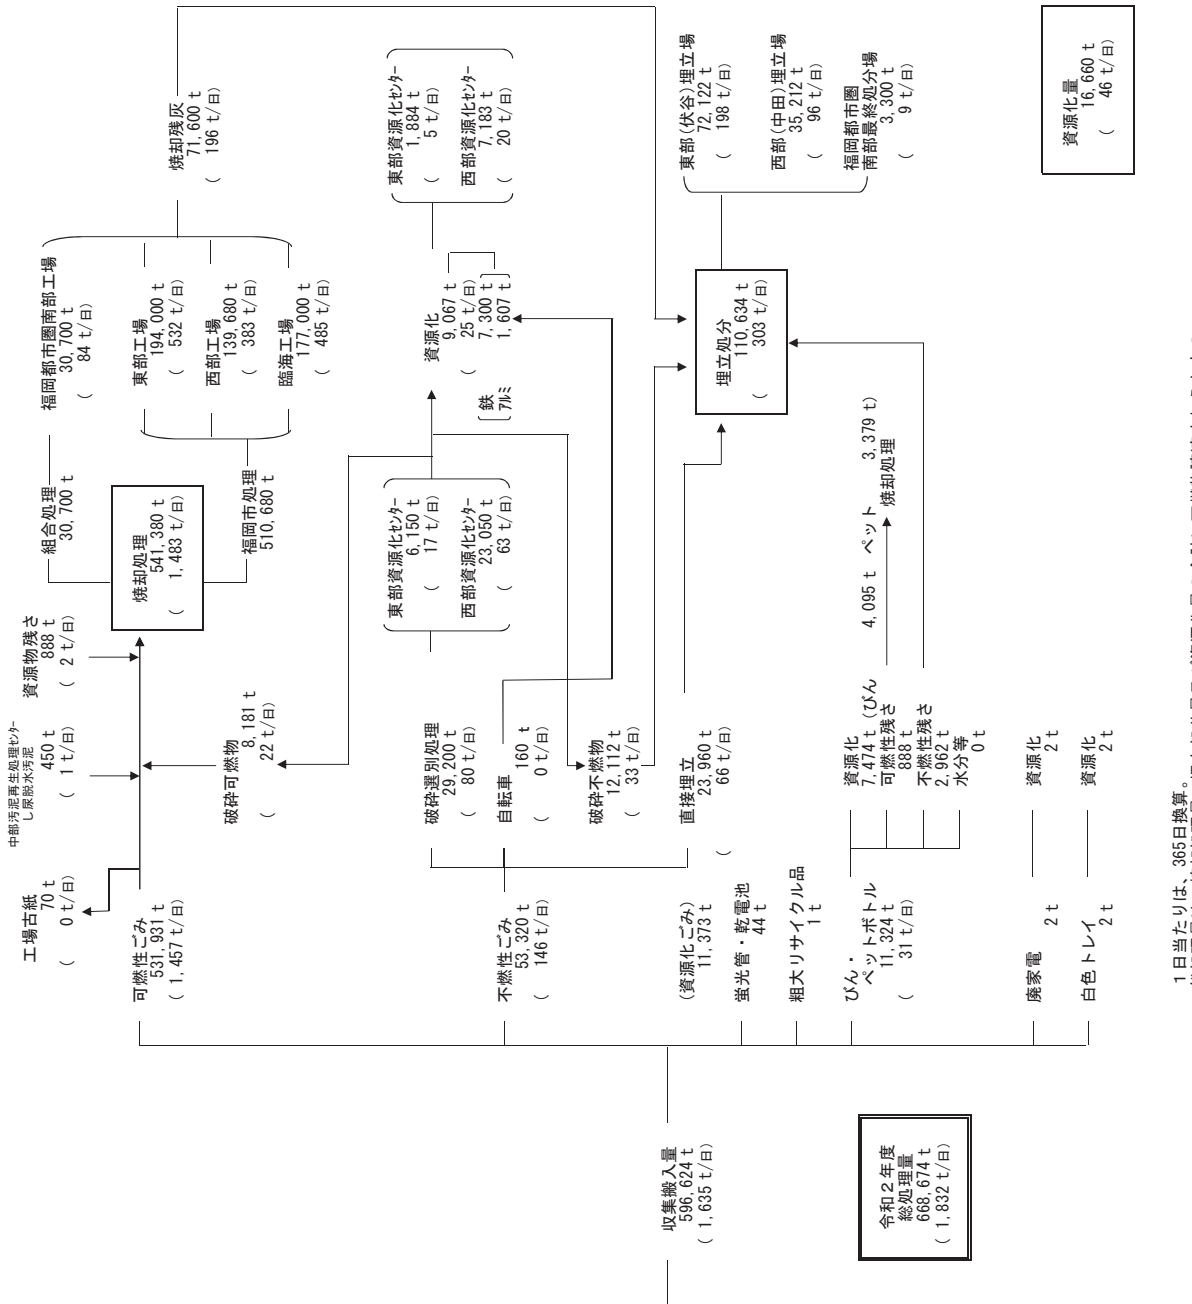 収集搬入量
596,624 t
( 1,635 t/日)
令和２年度
総処理量
668,674 t
( 1,832 t/日)
工場古紙
70 t
( 0 t/日)
中部汚泥再生処理センター
し尿脱水汚泥
450 t
( 1 t/日)
資源物残さ
888 t
( 2 t/日)
可燃性ごみ
531,931 t
( 1,457 t/日)
破砕可燃物
8,181 t
( 22 t/日)
焼却処理
541,380 t
( 1,483 t/日)
組合処理
30,700 t
福岡市処理
510,680 t
福岡都市圏南部工場
30,700 t
( 84 t/日)
東部工場
194,000 t
( 532 t/日)
西部工場
139,680 t
( 383 t/日)
臨海工場
177,000 t
( 485 t/日)
焼却残灰
71,600 t
( 196 t/日)
不燃性ごみ
53,320 t
( 146 t/日)
破砕選別処理
29,200 t
( 80 t/日)
自転車
160 t
( 0 t/日)
破砕不燃物
12,112 t
( 33 t/日)
直接埋立
23,960 t
( 66 t/日)
東部資源化センター
6,150 t
( 17 t/日)
西部資源化センター
23,050 t
( 63 t/日)
資源化
9,067 t
( 25 t/日)
鉄 7,300 t
アルミ 1,607 t
東部資源化センター
1,884 t
( 5 t/日)
西部資源化センター
7,183 t
( 20 t/日)
埋立処分
110,634 t
( 303 t/日)
東部(伏谷)埋立場
72,122 t
( 198 t/日)
西部(中田)埋立場
35,212 t
( 96 t/日)
福岡都市圏
南部最終処分場
3,300 t
( 9 t/日)
(資源化ごみ)
11,373 t
蛍光管・乾電池
44 t
粗大リサイクル品
1 t
びん・
ペットボトル
11,324 t
( 31 t/日)
資源化
7,474 t (びん 4,095 t ペット 3,379 t)
可燃性残さ
888 t
焼却処理
不燃性残さ
2,962 t
水分等
0 t
廃家電
2 t
資源化
2 t
白色トレイ
2 t
資源化
2 t
資源化量
16,660 t
( 46 t/日)
１日当たりは、365日換算。